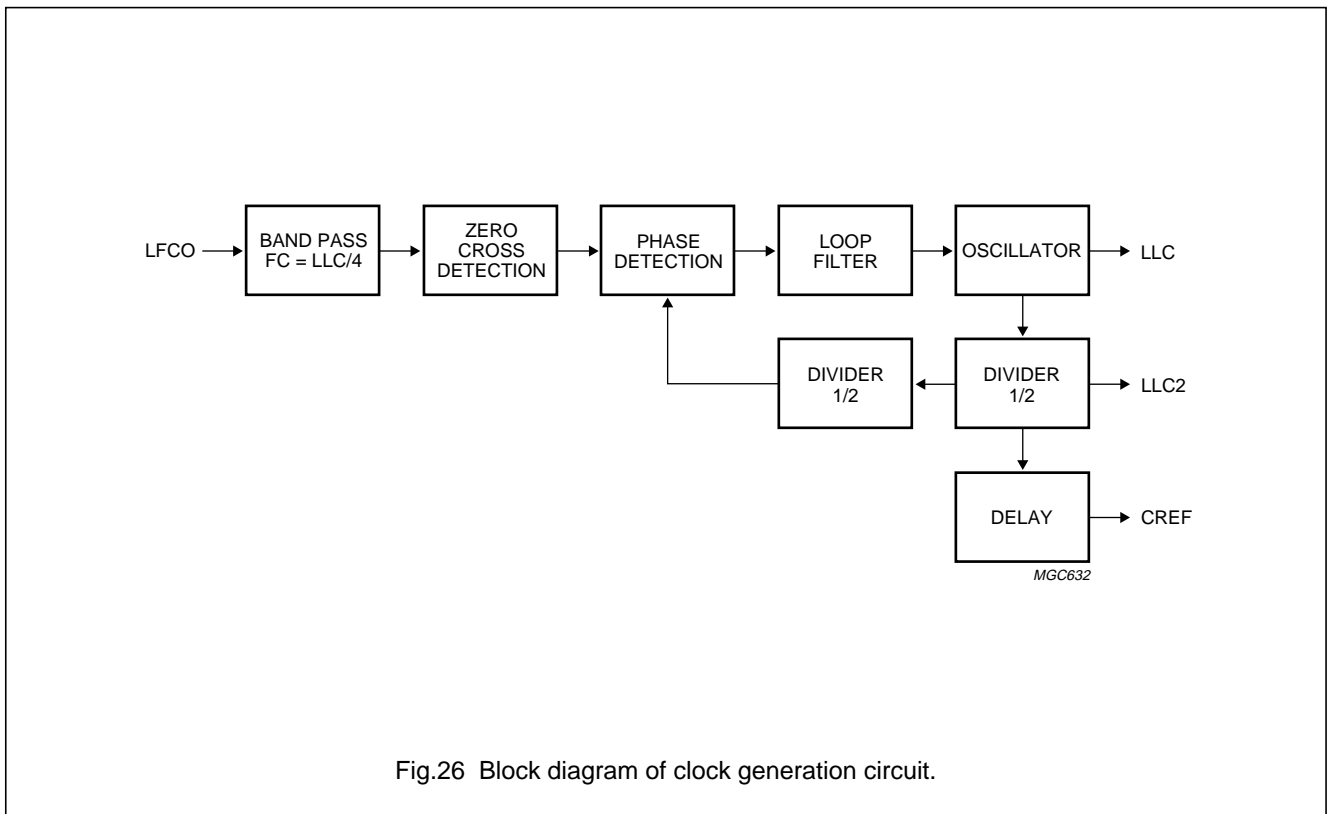 LFCO
BAND PASS
FC = LLC/4
ZERO
CROSS
DETECTION
PHASE
DETECTION
LOOP
FILTER
OSCILLATOR
LLC
DIVIDER
1/2
DIVIDER
1/2
LLC2
DELAY
CREF
MGC632
Fig.26 Block diagram of clock generation circuit.